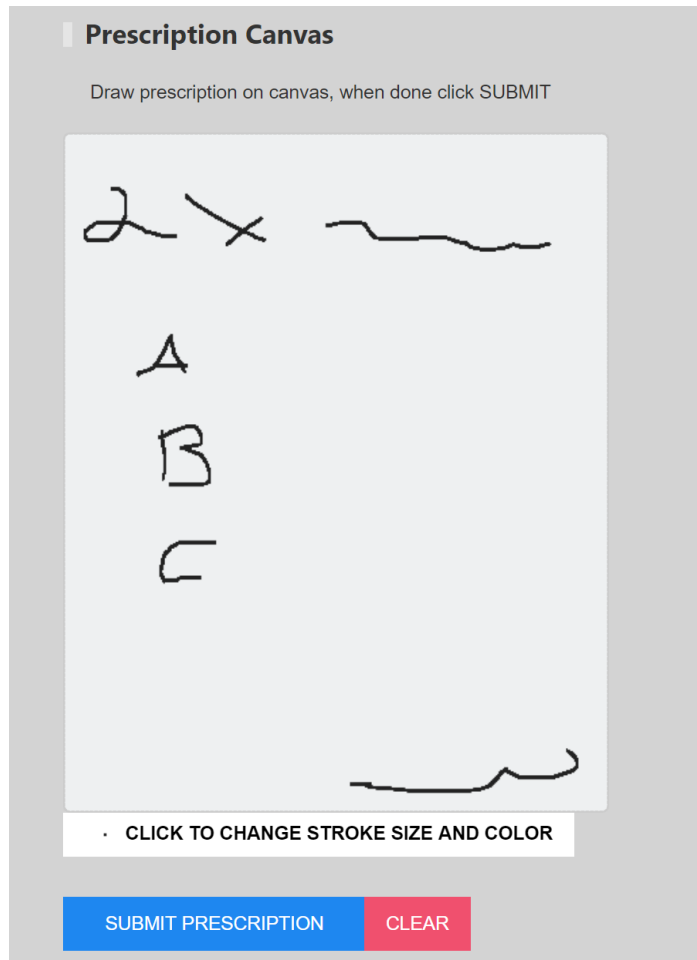 Prescription Canvas
Draw prescription on canvas, when done click SUBMIT
2 X
A
B
C
· CLICK TO CHANGE STROKE SIZE AND COLOR
SUBMIT PRESCRIPTION CLEAR